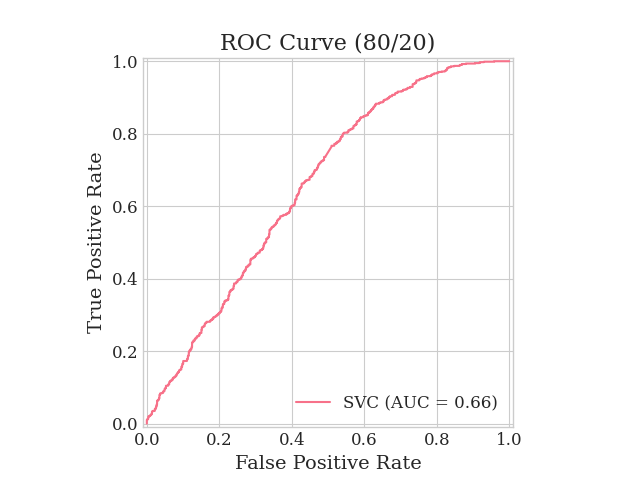 ROC Curve (80/20)
True Positive Rate
1.0
0.8
0.6
0.4
0.2
0.0
SVC (AUC = 0.66)
0.0 0.2 0.4 0.6 0.8 1.0
False Positive Rate